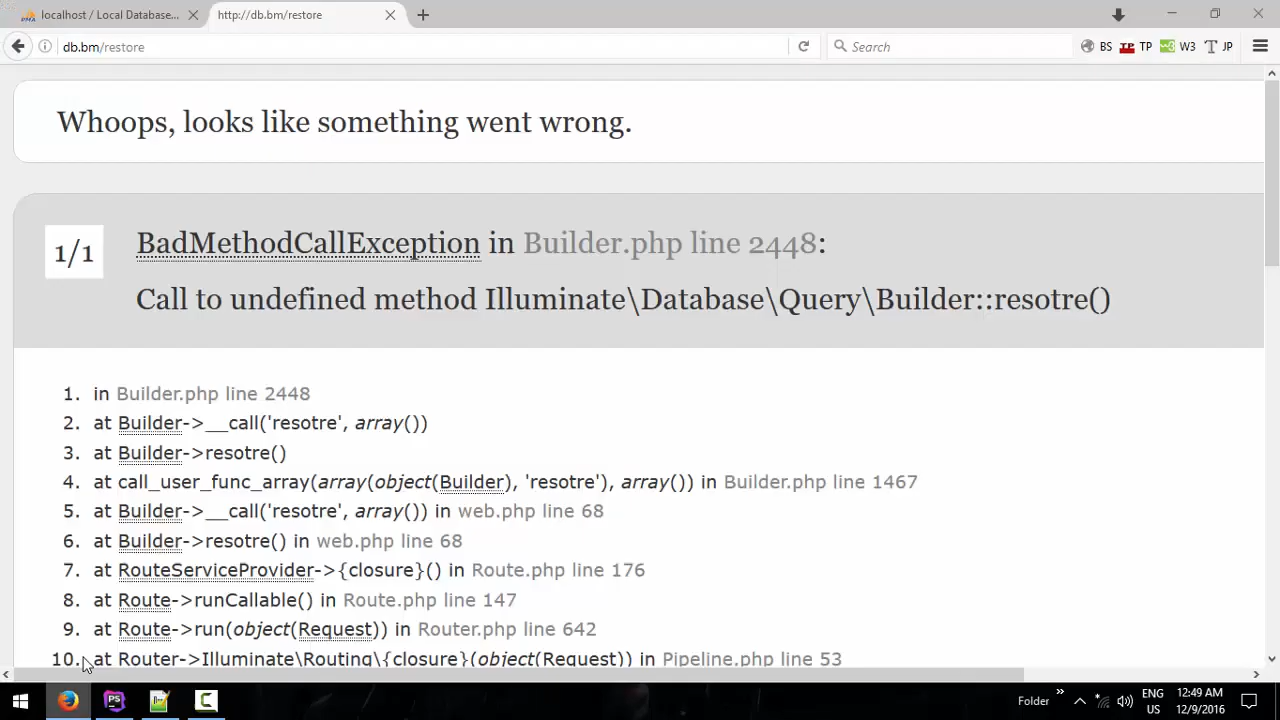 localhost / Local Database...
http://db.bm/restore
db.bm/restore
Search
BS
TP
TP
W3
W3
JP
Whoops, looks like something went wrong.
1/1
BadMethodCallException in Builder.php line 2448:
Call to undefined method Illuminate\Database\Query\Builder::resotre()
1. in Builder.php line 2448
2. at Builder->__call('resotre', array())
3. at Builder->resotre()
4. at call_user_func_array(array(object(Builder), 'resotre'), array()) in Builder.php line 1467
5. at Builder->__call('resotre', array()) in web.php line 68
6. at Builder->resotre() in web.php line 68
7. at RouteServiceProvider->{closure}() in Route.php line 176
8. at Route->runCallable() in Route.php line 147
9. at Route->run(object(Request)) in Router.php line 642
10. at Router->Illuminate\Routing\{closure}(object(Request)) in Pipeline.php line 53
PS
Folder
ENG
US
12:49 AM
12/9/2016